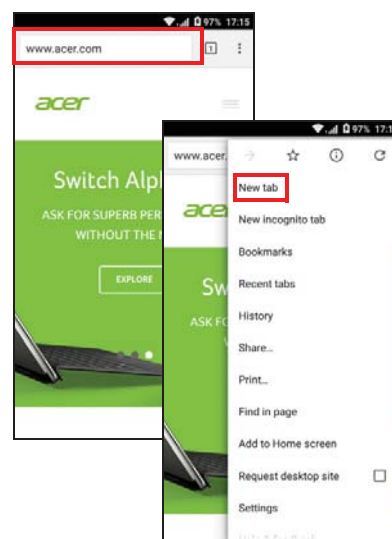 97% 17:15
www.acer.com
1
acer
Switch Alp
ASK FOR SUPERB PER
WITHOUT THE
EXPLORE
97% 17:1
www.acer.
New tab
ace
New incognito tab
Bookmarks
Sw
Recent tabs
History
ASK FO
Share...
Print...
Find in page
Add to Home screen
Request desktop site
Settings